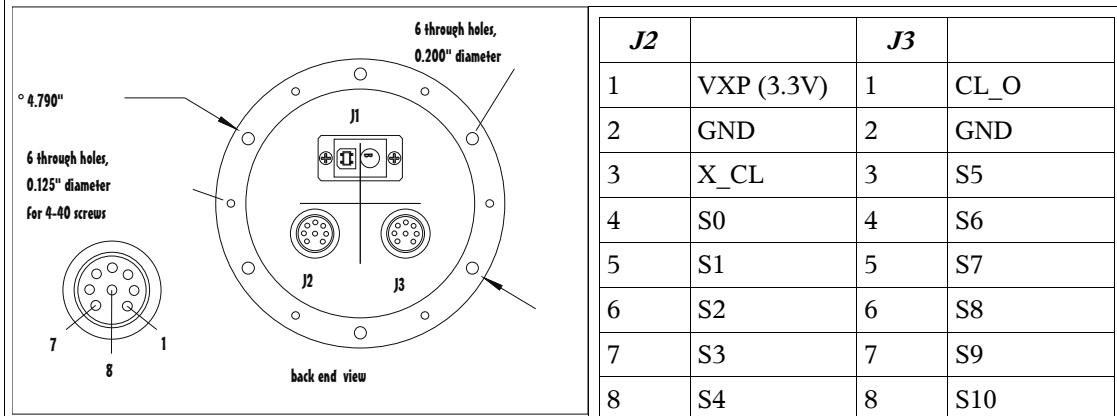 6 through holes,
0.200" diameter
° 4.790"
J1
6 through holes,
0.125" diameter
for 4-40 screws
J2
J3
7
1
8
back end view
J2 J3
1 VXP (3.3V) 1 CL_O
2 GND 2 GND
3 X_CL 3 S5
4 S0 4 S6
5 S1 5 S7
6 S2 6 S8
7 S3 7 S9
8 S4 8 S10